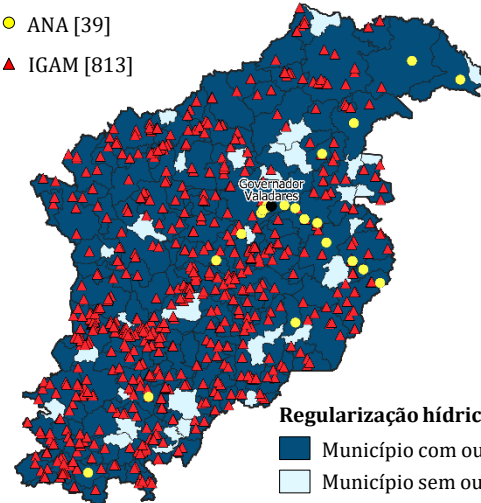 ANA [39]
IGAM [813]
Governador
Valadares
Regularização hídric
Município com ou
Município sem ou